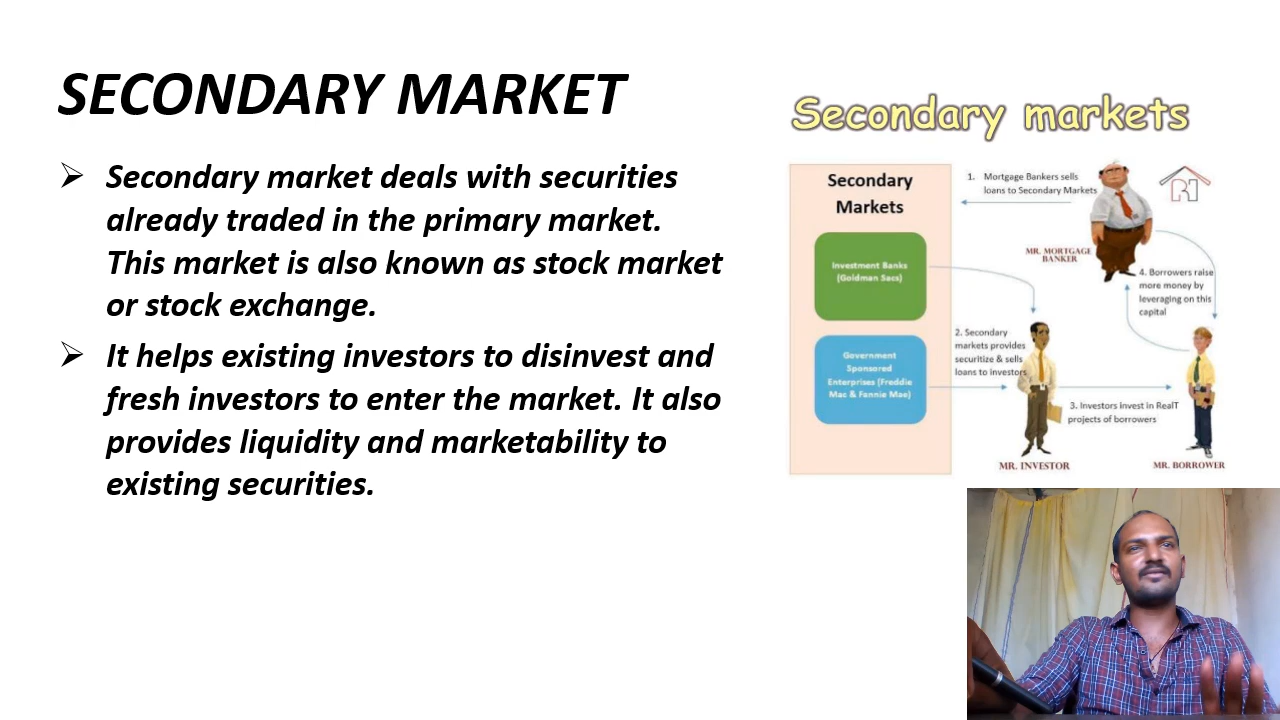 SECONDARY MARKET
Secondary market deals with securities
already traded in the primary market.
This market is also known as stock market
or stock exchange.
It helps existing investors to disinvest and
fresh investors to enter the market. It also
provides liquidity and marketability to
existing securities.
Secondary markets
Secondary
Markets
Investment Banks
(Goldman Sacs)
Government
Sponsored
Enterprises (Freddie
Mac & Fannie Mae)
1. Mortgage Bankers sells
loans to Secondary Markets
MR. MORTGAGE
BANKER
4. Borrowers raise
more money by
leveraging on this
capital
2. Secondary
markets provides
securitize & sells
loans to investors
3. Investors invest in RealT
projects of borrowers
MR. INVESTOR
MR. BORROWER